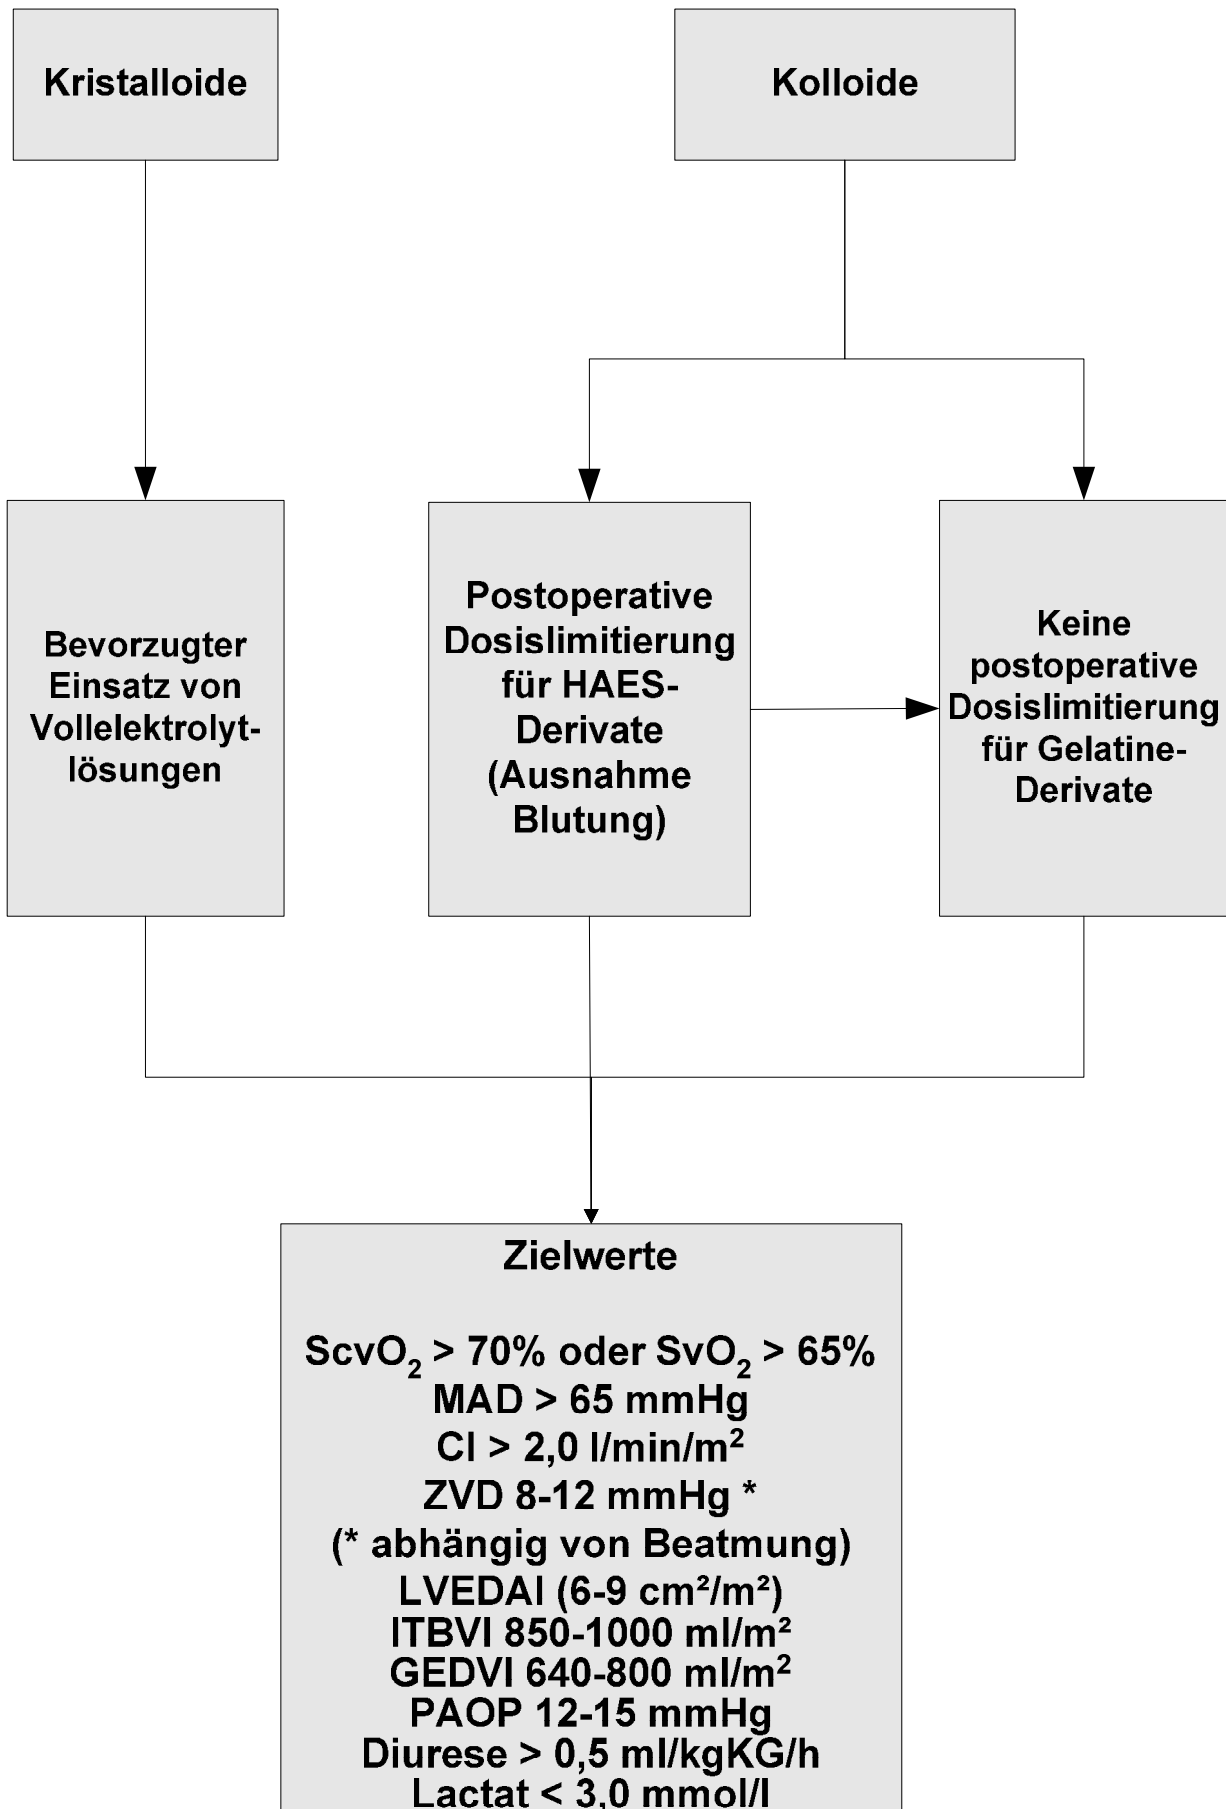 Kristalloide
Kolloide
Bevorzugter
Einsatz von
Vollelektrolyt-
lösungen
Postoperative
Dosislimitierung
für HAES-
Derivate
(Ausnahme
Blutung)
Keine
postoperative
Dosislimitierung
für Gelatine-
Derivate
Zielwerte
ScvO₂ > 70% oder SvO₂ > 65%
MAD > 65 mmHg
CI > 2,0 l/min/m²
ZVD 8-12 mmHg *
(* abhängig von Beatmung)
LVEDAI (6-9 cm²/m²)
ITBVI 850-1000 ml/m²
GEDVI 640-800 ml/m²
PAOP 12-15 mmHg
Diurese > 0,5 ml/kgKG/h
Lactat < 3,0 mmol/l